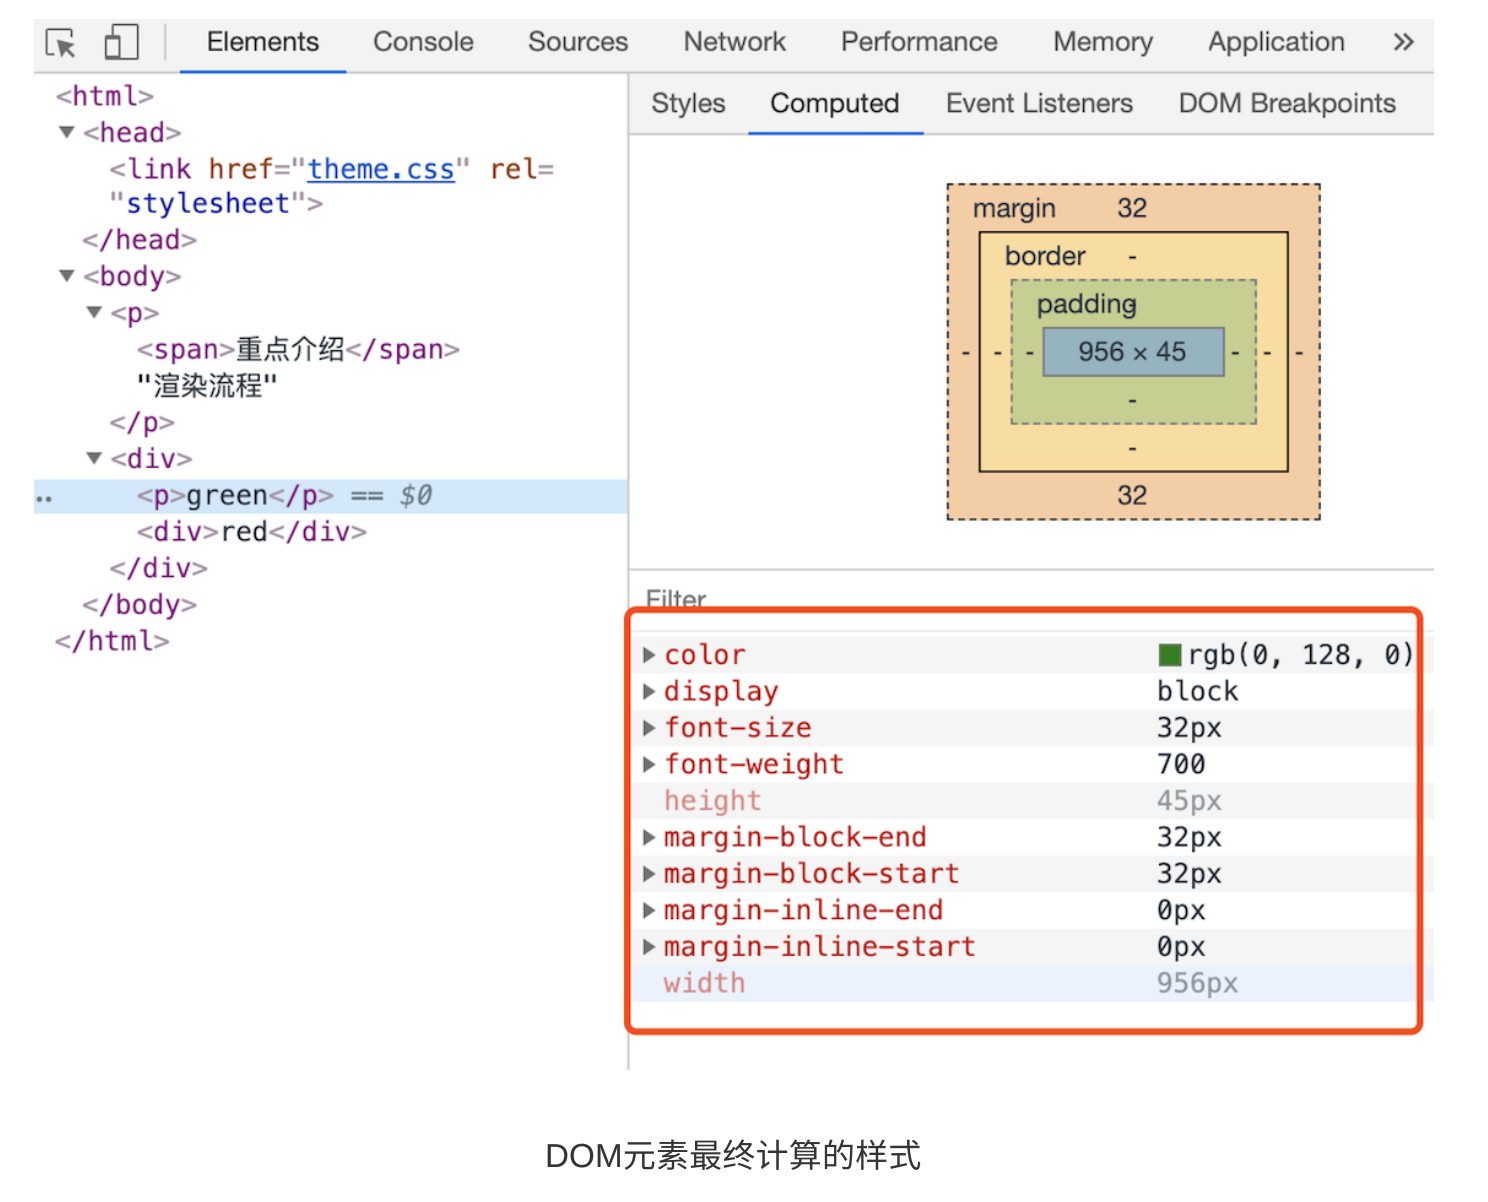 Elements Console Sources Network Performance Memory Application »
<html>
▼<head>
<link href="theme.css" rel=
"stylesheet">
</head>
▼<body>
▼<p>
<span>重点介绍</span>
"渲染流程"
</p>
▼<div>
<p>green</p> == $0
<div>red</div>
</div>
</body>
</html>
Styles Computed Event Listeners DOM Breakpoints
margin 32
border -
padding -
- - - 956 × 45 - - -
-
-
32
Filter
color rgb(0, 128, 0)
display block
font-size 32px
font-weight 700
height 45px
margin-block-end 32px
margin-block-start 32px
margin-inline-end 0px
margin-inline-start 0px
width 956px
DOM元素最终计算的样式